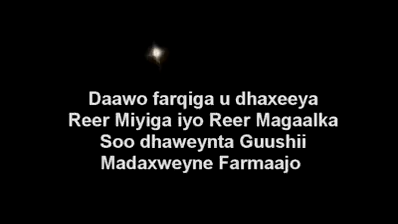 Daawo farqiga u dhaxeeya
Reer Miyiga iyo Reer Magaalka
Soo dhaweynta Guushii
Madaxweyne Farmaajo